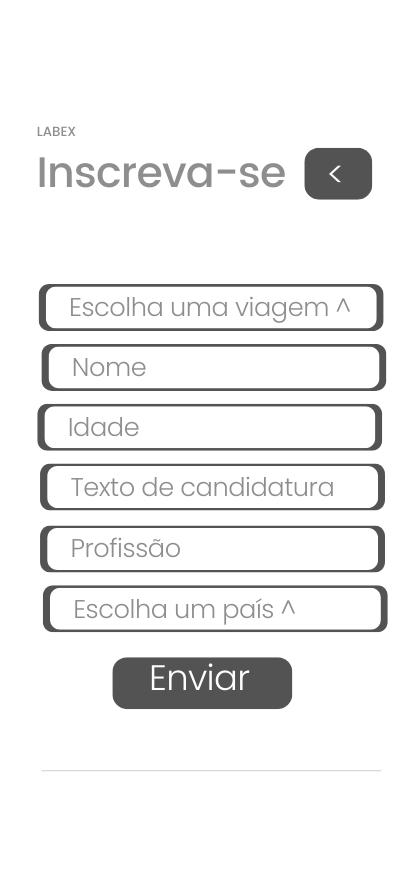 LABEX
Inscreva-se <
Escolha uma viagem ^
Nome
Idade
Texto de candidatura
Profissão
Escolha um país ^
Enviar